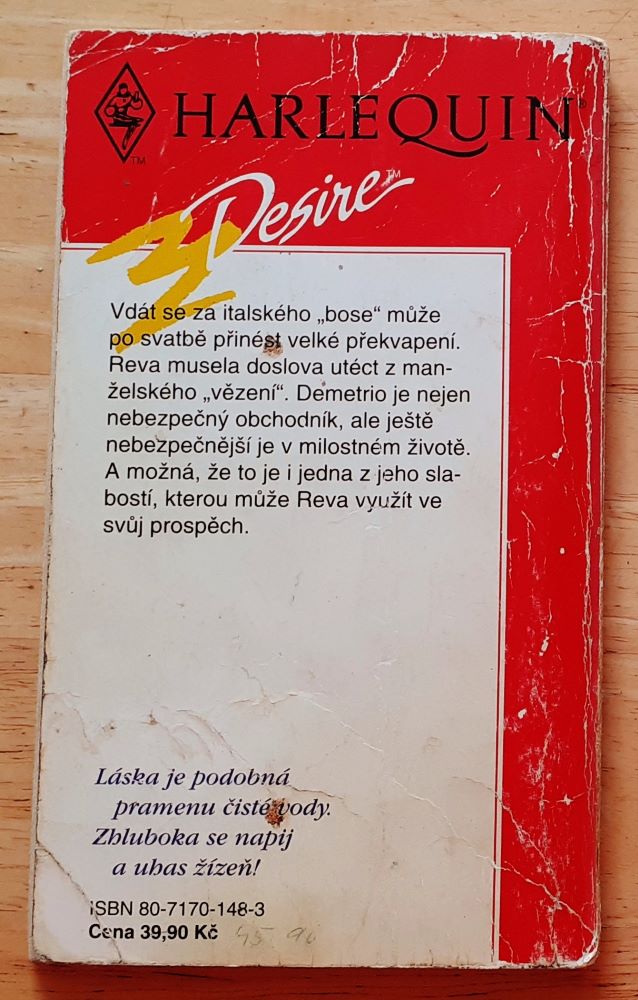 HARLEQUIN®
TM
Desire™
Vdát se za italského „bose“ může
po svatbě přinést velké překvapení.
Reva musela doslova utéct z man-
želského „vězení“. Demetrio je nejen
nebezpečný obchodník, ale ještě
nebezpečnější je v milostném životě.
A možná, že to je i jedna z jeho sla-
bostí, kterou může Reva využít ve
svůj prospěch.
Láska je podobná
pramenu čisté vody.
Zhluboka se napij
a uhas žízeň!
ISBN 80-7170-148-3
Cena 39,90 Kč